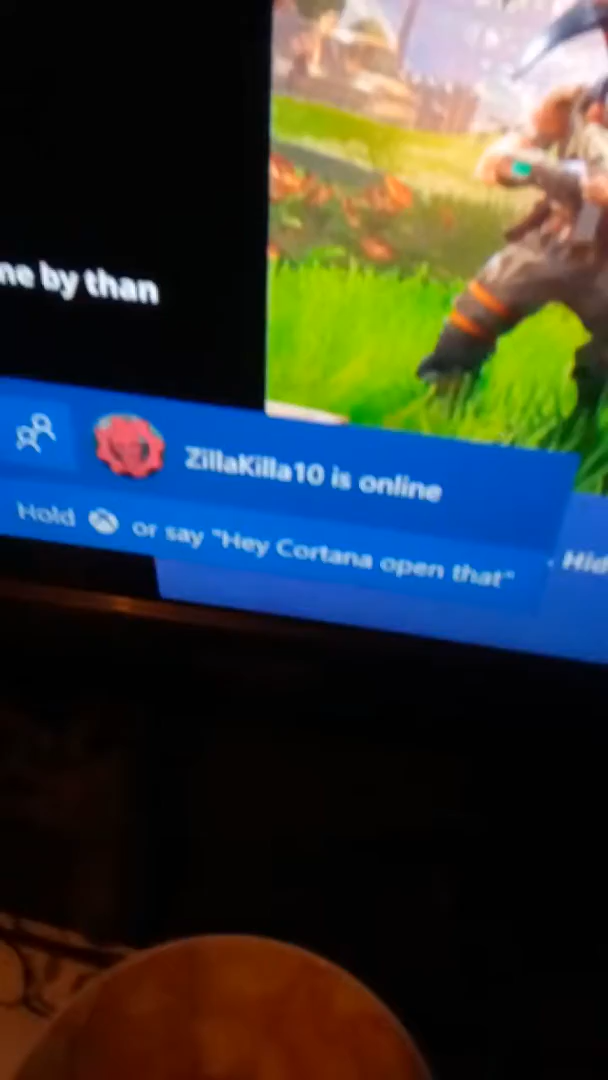 ne by than
ZillaKilla10 is online
Hold or say "Hey Cortana open that"
Hid